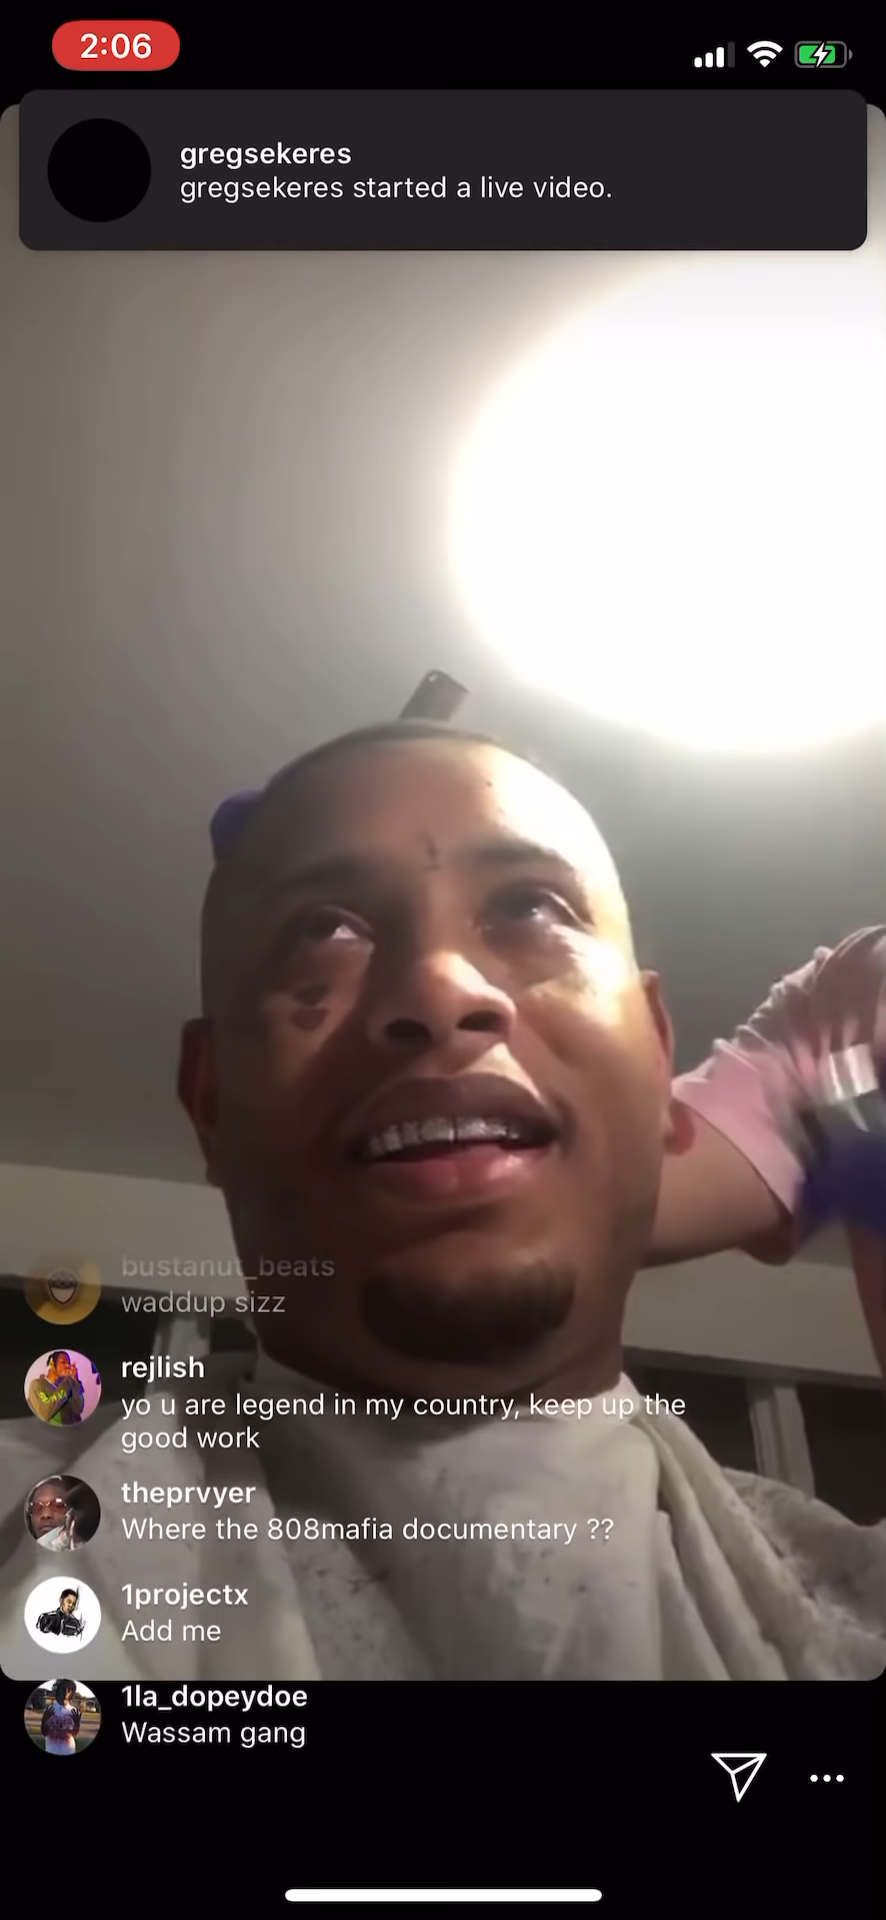 2:06
gregsekeres
gregsekeres started a live video.
bustanut_beats
waddup sizz
rejlish
yo u are legend in my country, keep up the
good work
theprvyer
Where the 808mafia documentary ??
1projectx
Add me
1la_dopeydoe
Wassam gang